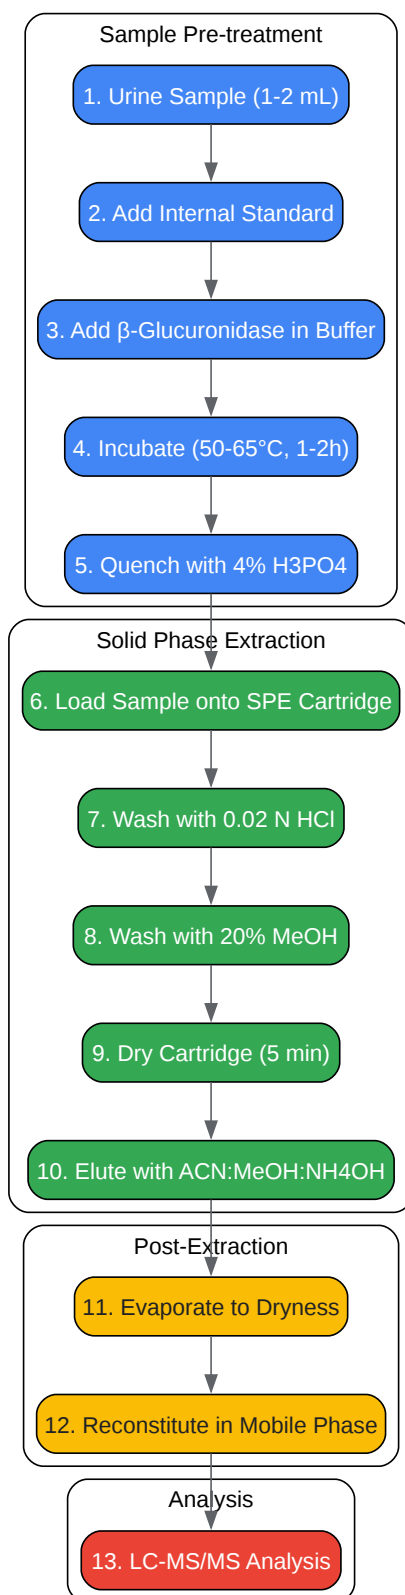 Sample Pre-treatment
1. Urine Sample (1-2 mL)
2. Add Internal Standard
3. Add β-Glucuronidase in Buffer
4. Incubate (50-65°C, 1-2h)
5. Quench with 4% H3PO4
Solid Phase Extraction
6. Load Sample onto SPE Cartridge
7. Wash with 0.02 N HCl
8. Wash with 20% MeOH
9. Dry Cartridge (5 min)
10. Elute with ACN:MeOH:NH4OH
Post-Extraction
11. Evaporate to Dryness
12. Reconstitute in Mobile Phase
Analysis
13. LC-MS/MS Analysis